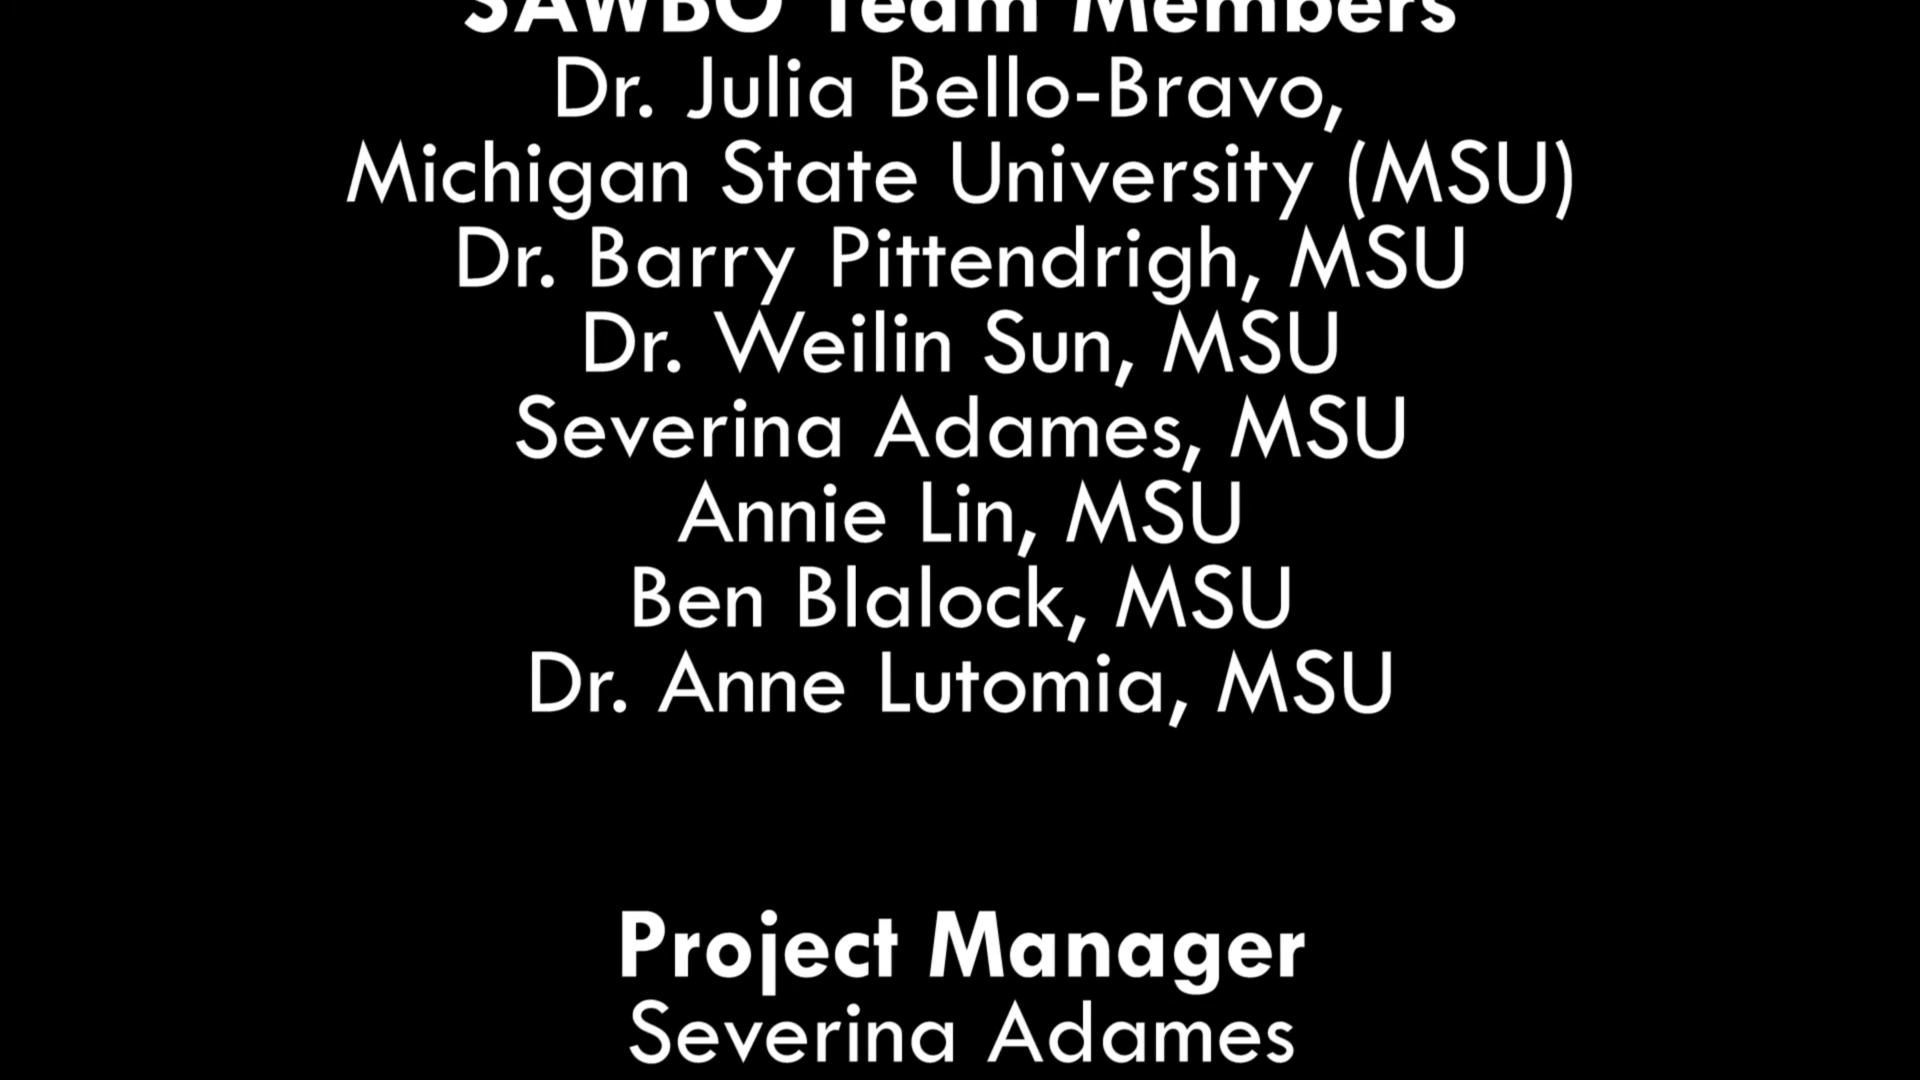 SAWBO Team Members
Dr. Julia Bello-Bravo,
Michigan State University (MSU)
Dr. Barry Pittendrigh, MSU
Dr. Weilin Sun, MSU
Severina Adames, MSU
Annie Lin, MSU
Ben Blalock, MSU
Dr. Anne Lutomia, MSU
Project Manager
Severina Adames